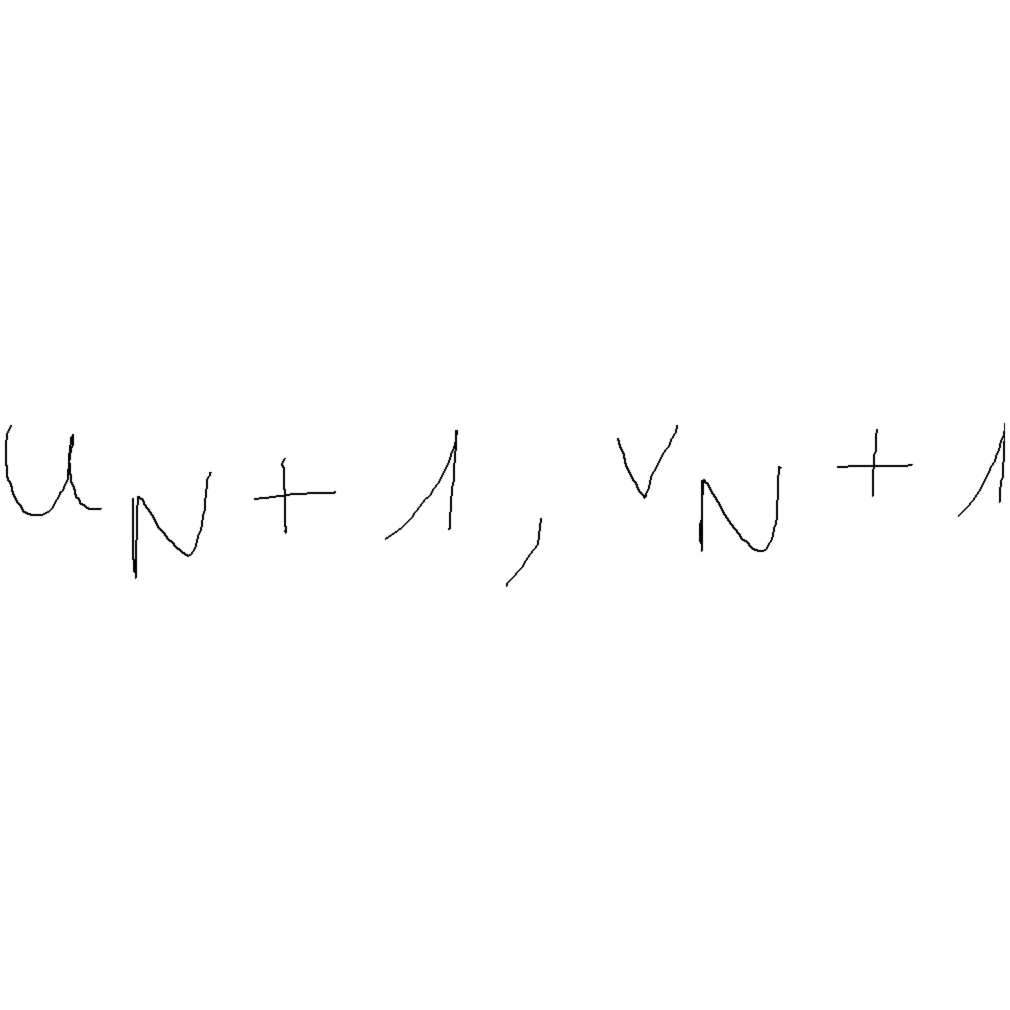 u_N + 1, v_N + 1